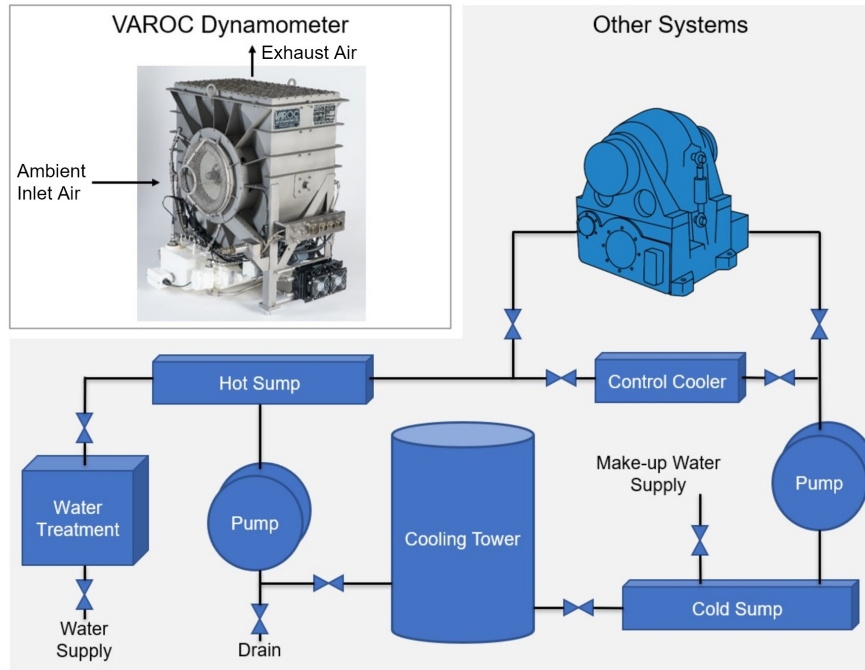 VAROC Dynamometer
Exhaust Air
Ambient
Inlet Air
VAROC
Other Systems
Hot Sump
Control Cooler
Water
Treatment
Pump
Cooling Tower
Make-up Water
Supply
Pump
Cold Sump
Water
Supply
Drain